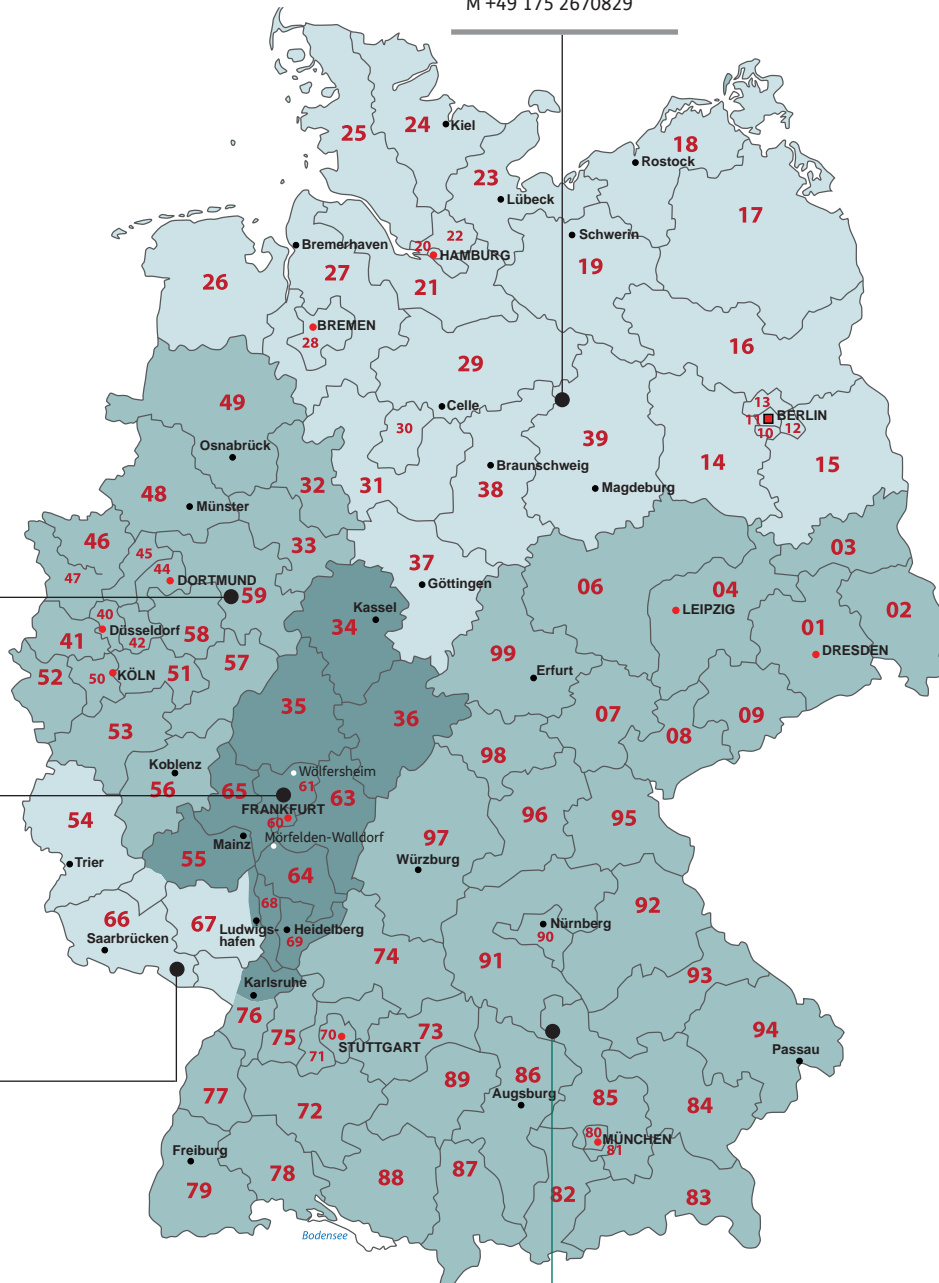 M +49 175 2670829
25
24
Kiel
18
Rostock
23
Lübeck
17
22
Schwerin
20
HAMBURG
Bremerhaven
19
27
26
21
BREMEN
28
16
29
13
49
Celle
11
BERLIN
30
10
12
39
Osnabrück
14
15
Braunschweig
32
31
38
48
Magdeburg
Münster
46
33
03
45
37
47
44
DORTMUND
Göttingen
06
04
59
02
40
Kassel
LEIPZIG
Düsseldorf
34
01
41
42
58
99
DRESDEN
57
52
50
KÖLN
51
Erfurt
35
36
07
09
53
08
98
Koblenz
Wölfersheim
56
65
61
63
FRANKFURT
96
95
54
60
Mörfelden-Walldorf
97
Mainz
55
Trier
Würzburg
64
68
92
66
67
Ludwigs-
hafen
Heidelberg
Nürnberg
Saarbrücken
69
90
74
91
93
Karlsruhe
76
94
75
70
73
STUTTGART
Passau
71
86
89
77
72
Augsburg
85
84
80
MÜNCHEN
Freiburg
81
78
87
79
88
82
83
Bodensee